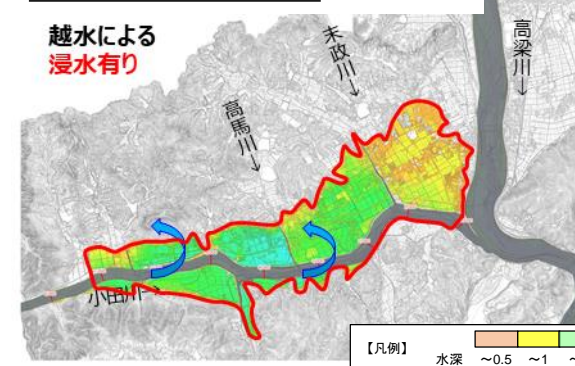 越水による
浸水有り
末政川→
高梁川→
高馬川→
小田川→
【凡例】
水深 ～0.5 ～1 ～